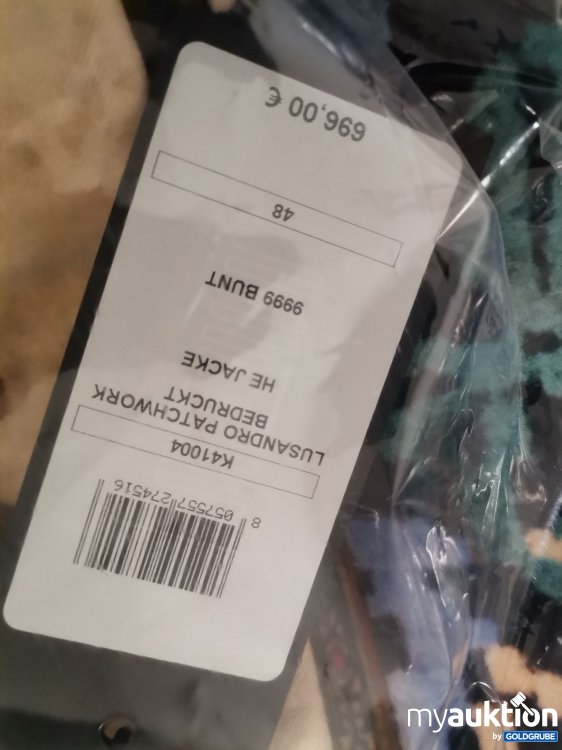 8 057557 274516
K41004
LUSANDRO PATCHWORK
BEDRUCKT
HE JACKE
9999 BUNT
48
696,00 €
myauktion
by GOLDGRUBE